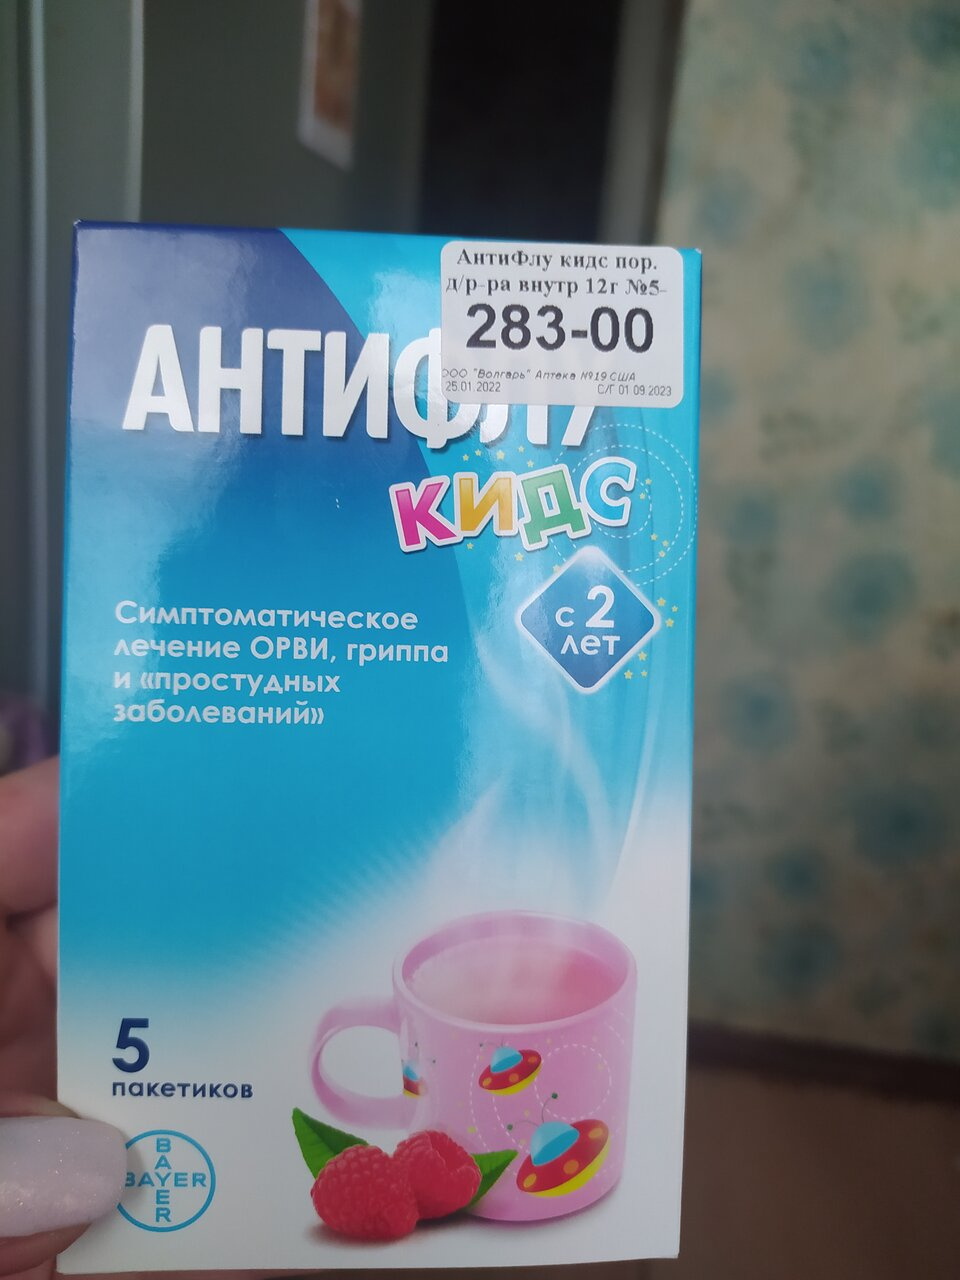 АнтиФлу кидс пор.
д/р-ра внутр 12г №5-
283-00
ООО "Волгарь" Аптека №19 США
25.01.2022 С/Г 01 09.2023
АНТИФЛУ
кидс
с 2
лет
Симптоматическое
лечение ОРВИ, гриппа
и «простудных
заболеваний»
5
пакетиков
BAYER
BAYER